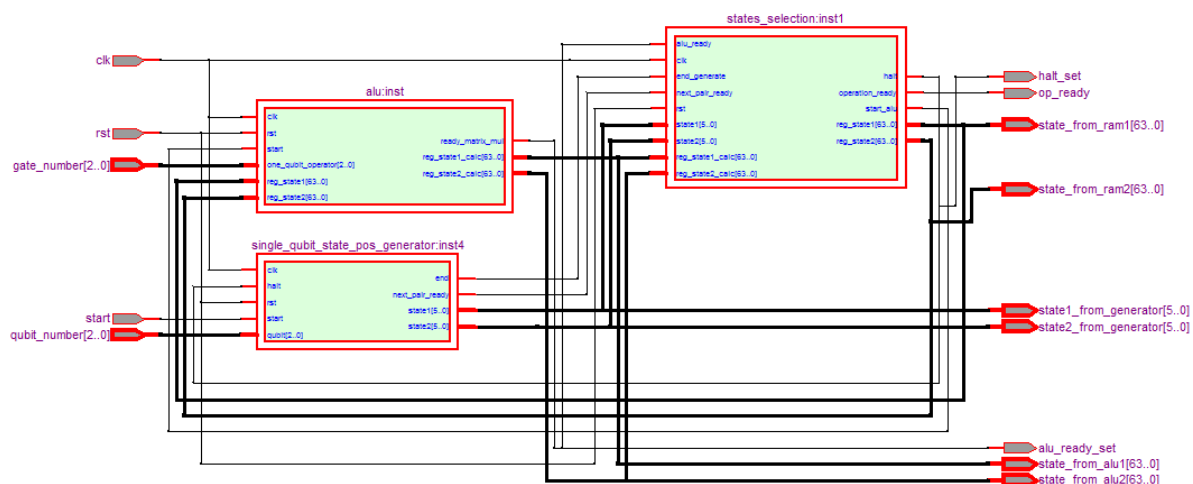 states_selection:inst1
alu_ready
clk
end_generate
next_pair_ready
rst
state1[5..0]
state2[5..0]
reg_state1_calc[63..0]
reg_state2_calc[63..0]
halt
operation_ready
start_alu
reg_state1[63..0]
reg_state2[63..0]
clk
rst
gate_number[2..0]
alu:inst
clk
rst
start
one_qubit_operator[2..0]
reg_state1[63..0]
reg_state2[63..0]
ready_matrix_mul
reg_state1_calc[63..0]
reg_state2_calc[63..0]
halt_set
op_ready
state_from_ram1[63..0]
state_from_ram2[63..0]
single_qubit_state_pos_generator:inst4
clk
halt
rst
start
qubit[2..0]
end
next_pair_ready
state1[5..0]
state2[5..0]
start
qubit_number[2..0]
state1_from_generator[5..0]
state2_from_generator[5..0]
alu_ready_set
state_from_alu1[63..0]
state_from_alu2[63..0]